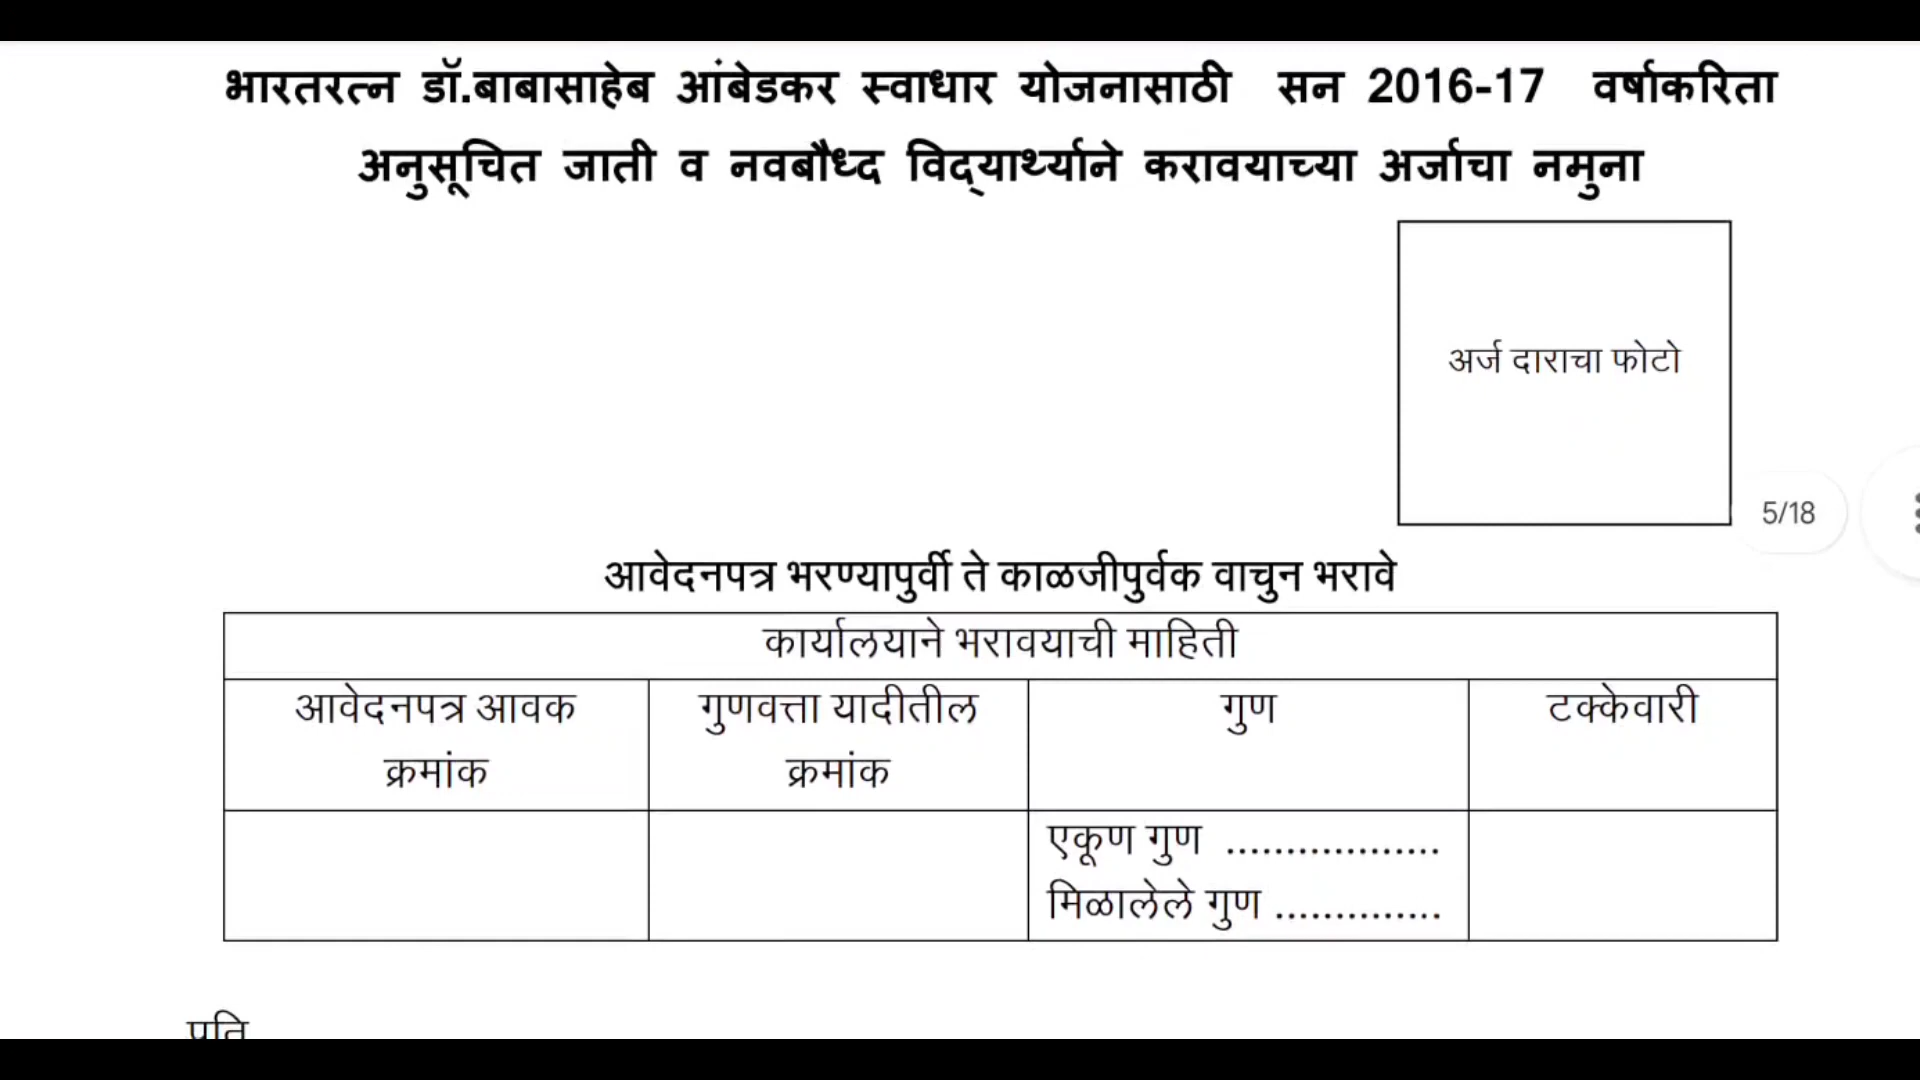 भारतरत्न डॉ.बाबासाहेब आंबेडकर स्वाधार योजनासाठी सन 2016-17 वर्षाकरिता
अनुसूचित जाती व नवबौध्द विद्यार्थ्याने करावयाच्या अर्जाचा नमुना
अर्ज दाराचा फोटो
5/18
आवेदनपत्र भरण्यापुर्वी ते काळजीपुर्वक वाचुन भरावे
कार्यालयाने भरावयाची माहिती
आवेदनपत्र आवक
क्रमांक
गुणवत्ता यादीतील
क्रमांक
गुण
टक्केवारी
एकूण गुण ..................
मिळालेले गुण ..............
प्रति